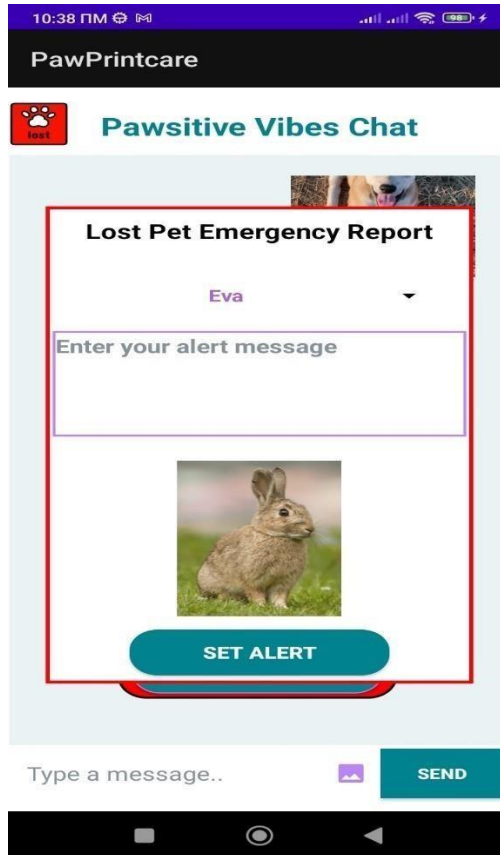 10:38 ПМ
98
PawPrintcare
lost
Pawsitive Vibes Chat
Lost Pet Emergency Report
Eva
Enter your alert message
SET ALERT
Type a message..
SEND